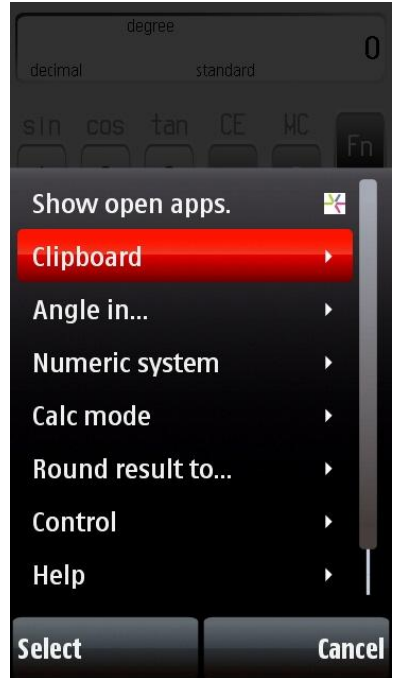 degree
0
decimal standard
sin cos tan CE MC
Fn
Show open apps.
Clipboard
Angle in...
Numeric system
Calc mode
Round result to...
Control
Help
Select Cancel